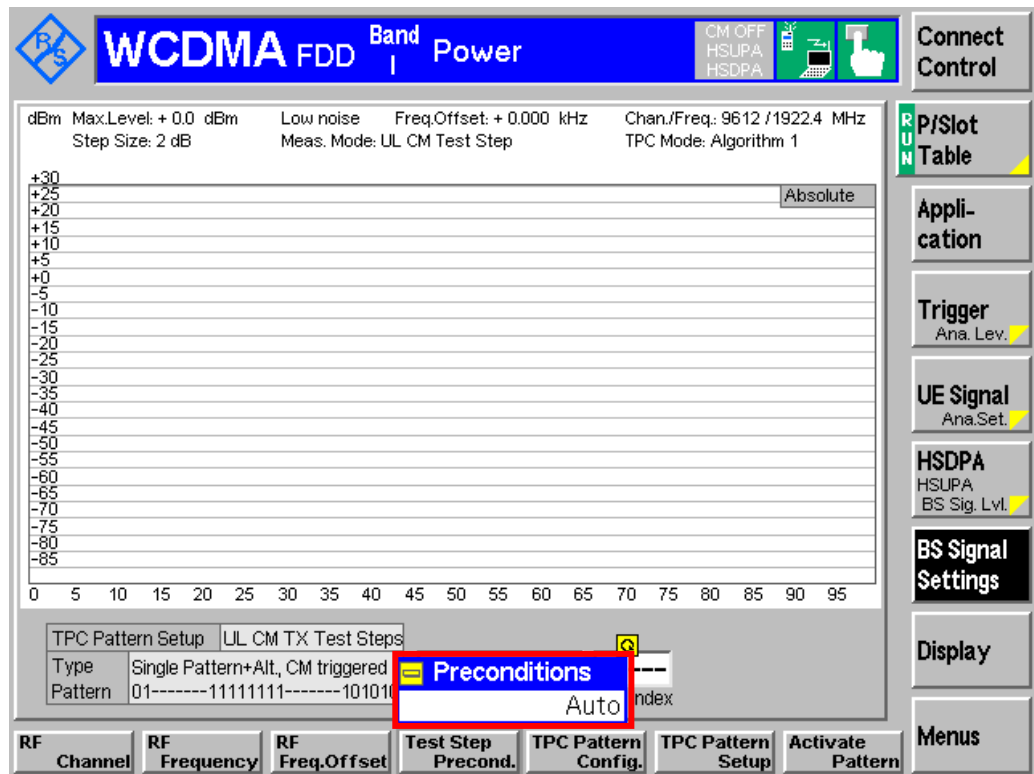 R&S
WCDMA FDD Band I Power
CM OFF
HSUPA
HSDPA
Connect Control
dBm Max.Level: + 0.0 dBm Low noise Freq.Offset: + 0.000 kHz Chan./Freq.: 9612 /1922.4 MHz
Step Size: 2 dB Meas. Mode: UL CM Test Step TPC Mode: Algorithm 1
RUN
P/Slot Table
+30
+25
Absolute
+20
+15
+10
+5
+0
-5
-10
-15
-20
-25
-30
-35
-40
-45
-50
-55
-60
-65
-70
-75
-80
-85
0 5 10 15 20 25 30 35 40 45 50 55 60 65 70 75 80 85 90 95
Appli-
cation
Trigger
Ana. Lev.
UE Signal
Ana.Set.
HSDPA
HSUPA
BS Sig. Lvl.
BS Signal
Settings
Display
Menus
TPC Pattern Setup UL CM TX Test Steps
Type Single Pattern+Alt., CM triggered
Pattern 01-------11111111-------101010
Preconditions
Auto
---
ndex
RF Channel
RF Frequency
RF Freq.Offset
Test Step Precond.
TPC Pattern Config.
TPC Pattern Setup
Activate Pattern